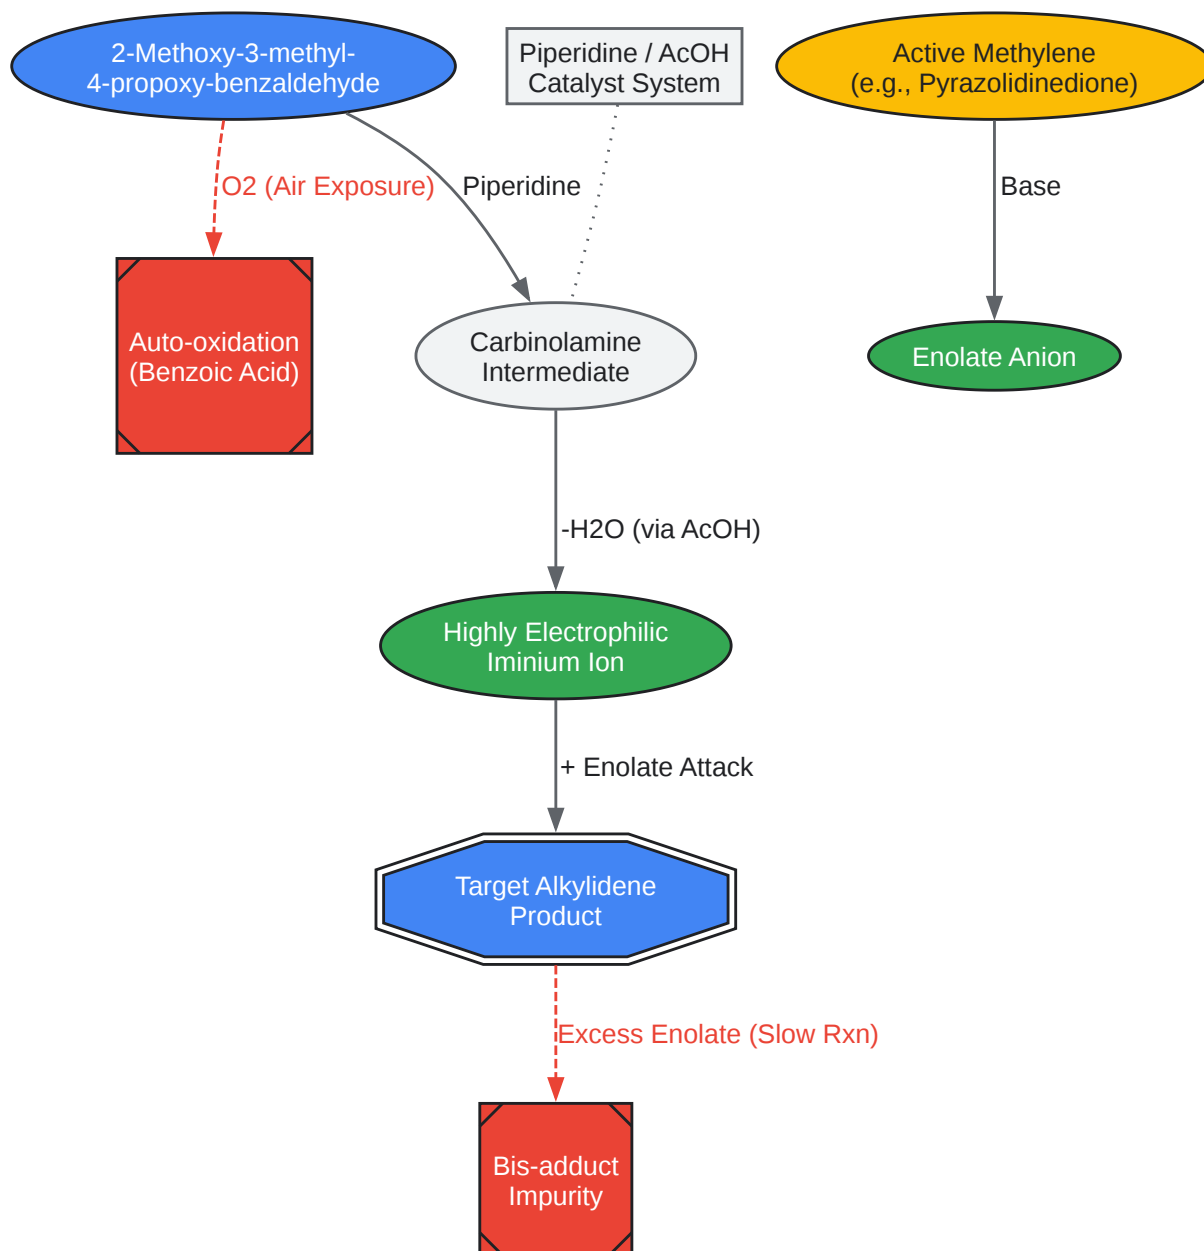 2-Methoxy-3-methyl-
4-propoxy-benzaldehyde
Piperidine / AcOH
Catalyst System
Active Methylene
(e.g., Pyrazolidinedione)
O2 (Air Exposure)
Piperidine
Base
Auto-oxidation
(Benzoic Acid)
Carbinolamine
Intermediate
Enolate Anion
-H2O (via AcOH)
Highly Electrophilic
Iminium Ion
+ Enolate Attack
Target Alkylidene
Product
Excess Enolate (Slow Rxn)
Bis-adduct
Impurity